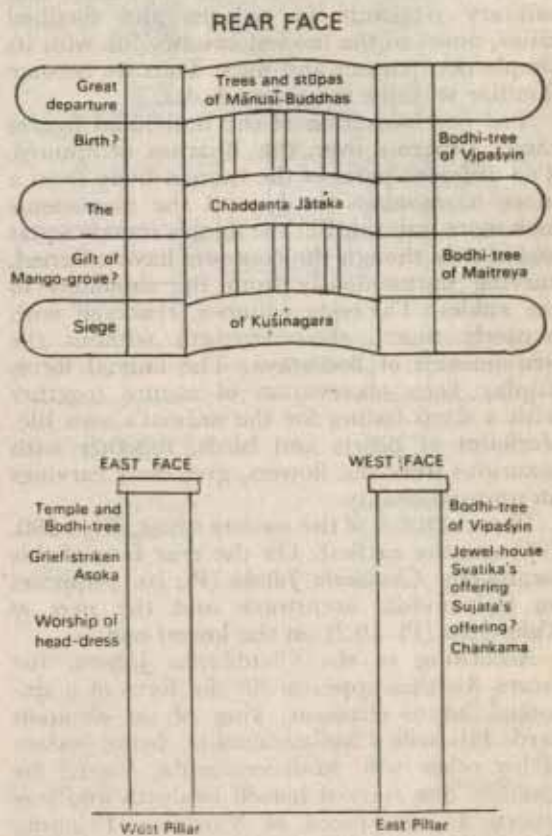 REAR FACE
Great
departure
Trees and stūpas
of Mānuṣī-Buddhas
Birth?
Bodhi-tree
of Vịpaśyin
The
Chaddanta Jātaka
Gift of
Mango-grove?
Bodhi-tree
of Maitreya
Siege
of Kuśinagara
EAST FACE
Temple and
Bodhi-tree
Grief striken
Asoka
Worship of
head-dress
West Pillar
WEST FACE
Bodhi-tree
of Vipaśyin
Jewel house
Svatika's
offering
Sujata's
offering?
Chankama
East Pillar